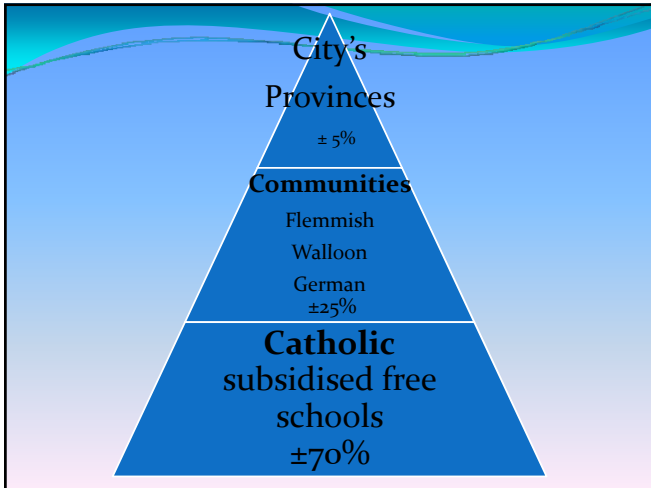 City's
Provinces
± 5%
Communities
Flemmish
Walloon
German
±25%
Catholic
subsidised free
schools
±70%